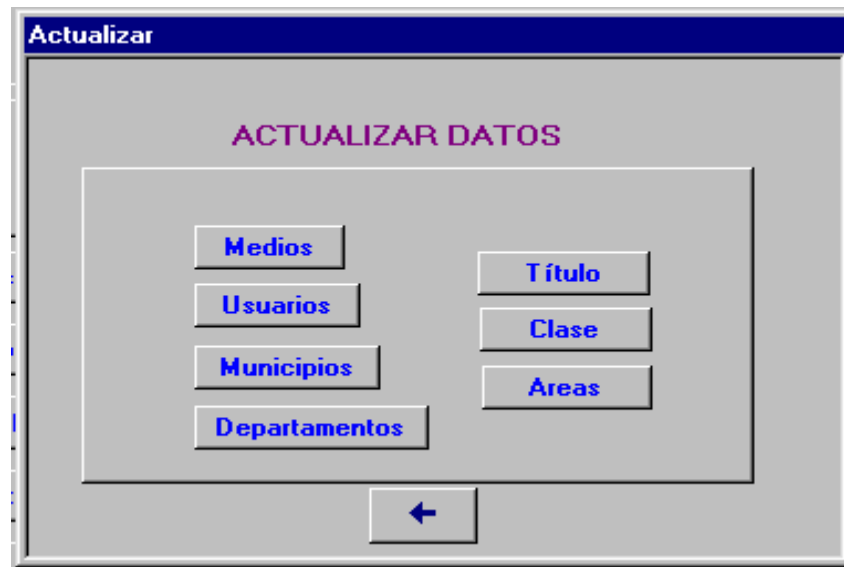 Actualizar
ACTUALIZAR DATOS
Medios
Usuarios
Municipios
Departamentos
Título
Clase
Areas